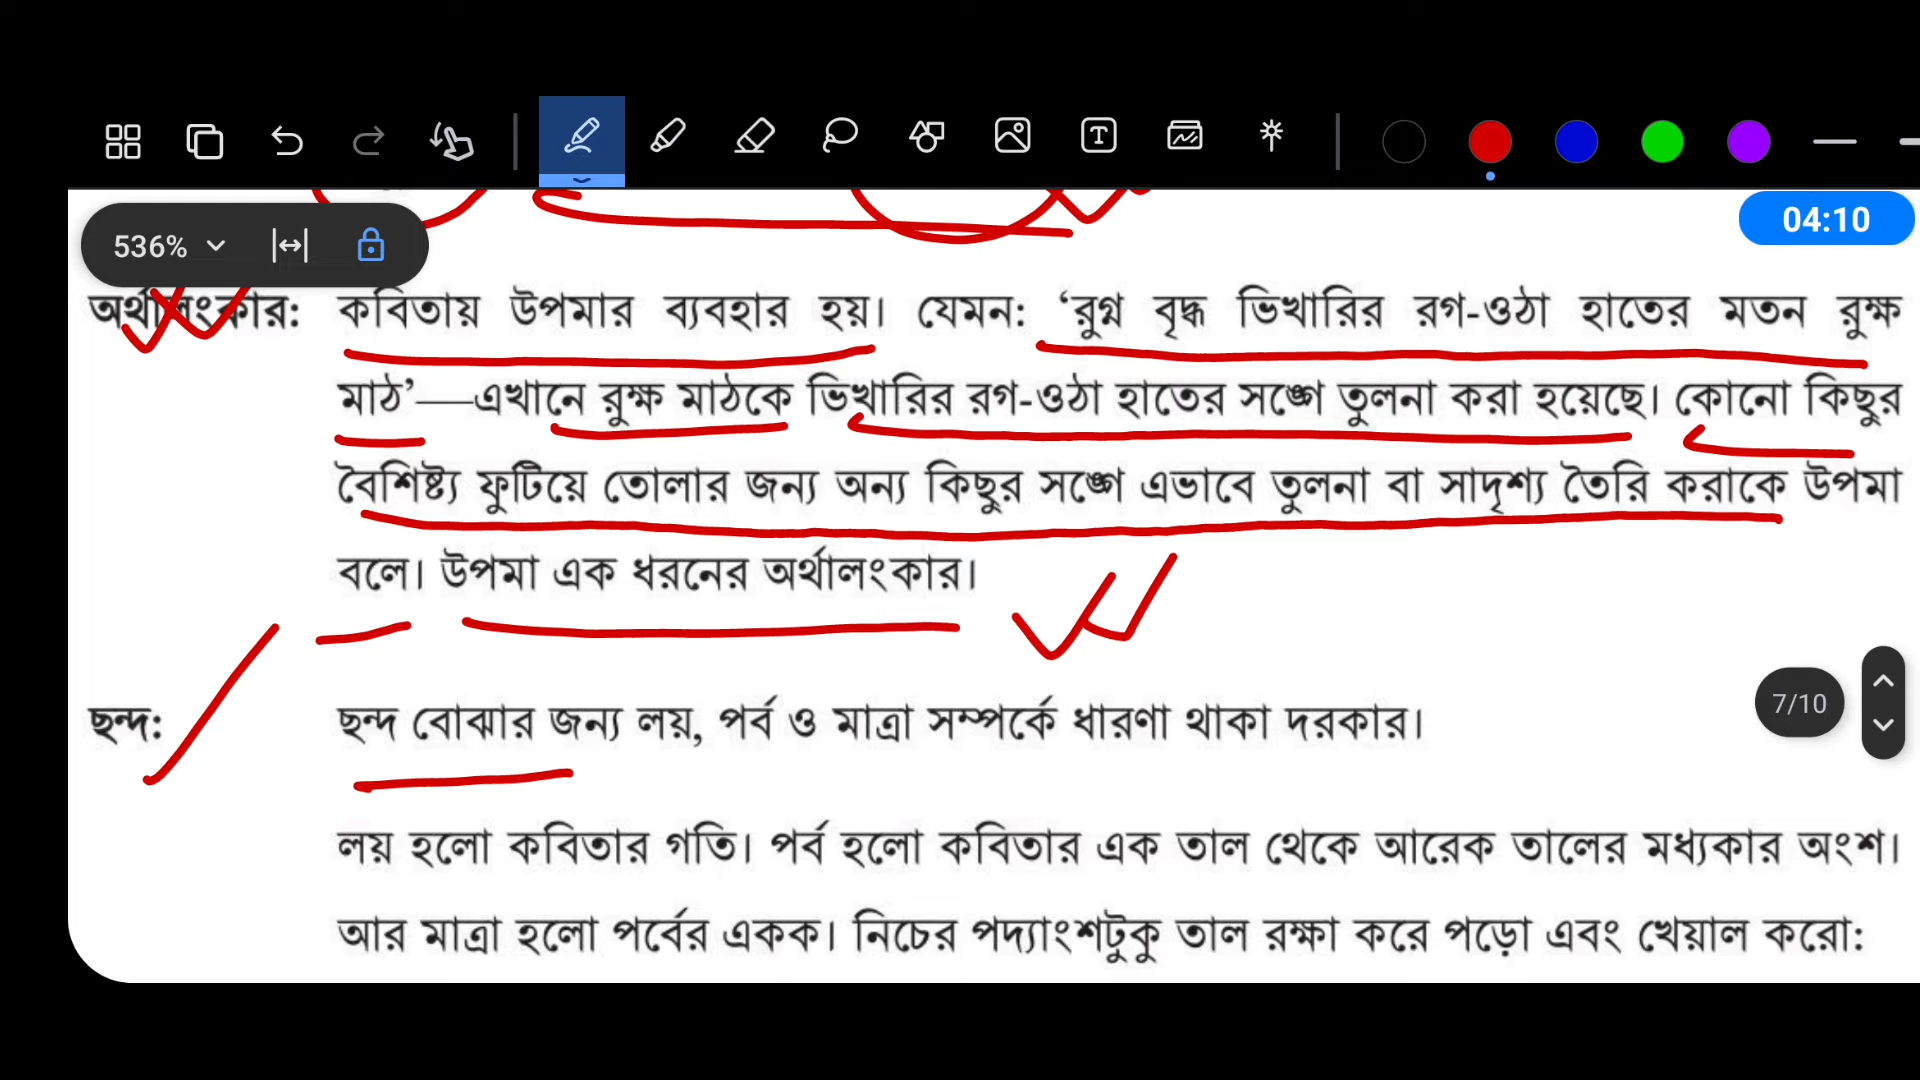 04:10
536%
অর্থালংকার: কবিতায় উপমার ব্যবহার হয়। যেমন: ‘রুগ্ন বৃদ্ধ ভিখারির রগ-ওঠা হাতের মতন রুক্ষ
মাঠ’—এখানে রুক্ষ মাঠকে ভিখারির রগ-ওঠা হাতের সঙ্গে তুলনা করা হয়েছে। কোনো কিছুর
বৈশিষ্ট্য ফুটিয়ে তোলার জন্য অন্য কিছুর সঙ্গে এভাবে তুলনা বা সাদৃশ্য তৈরি করাকে উপমা
বলে। উপমা এক ধরনের অর্থালংকার।
ছন্দ: ছন্দ বোঝার জন্য লয়, পর্ব ও মাত্রা সম্পর্কে ধারণা থাকা দরকার।
7/10
লয় হলো কবিতার গতি। পর্ব হলো কবিতার এক তাল থেকে আরেক তালের মধ্যকার অংশ।
আর মাত্রা হলো পর্বের একক। নিচের পদ্যাংশটুকু তাল রক্ষা করে পড়ো এবং খেয়াল করো: